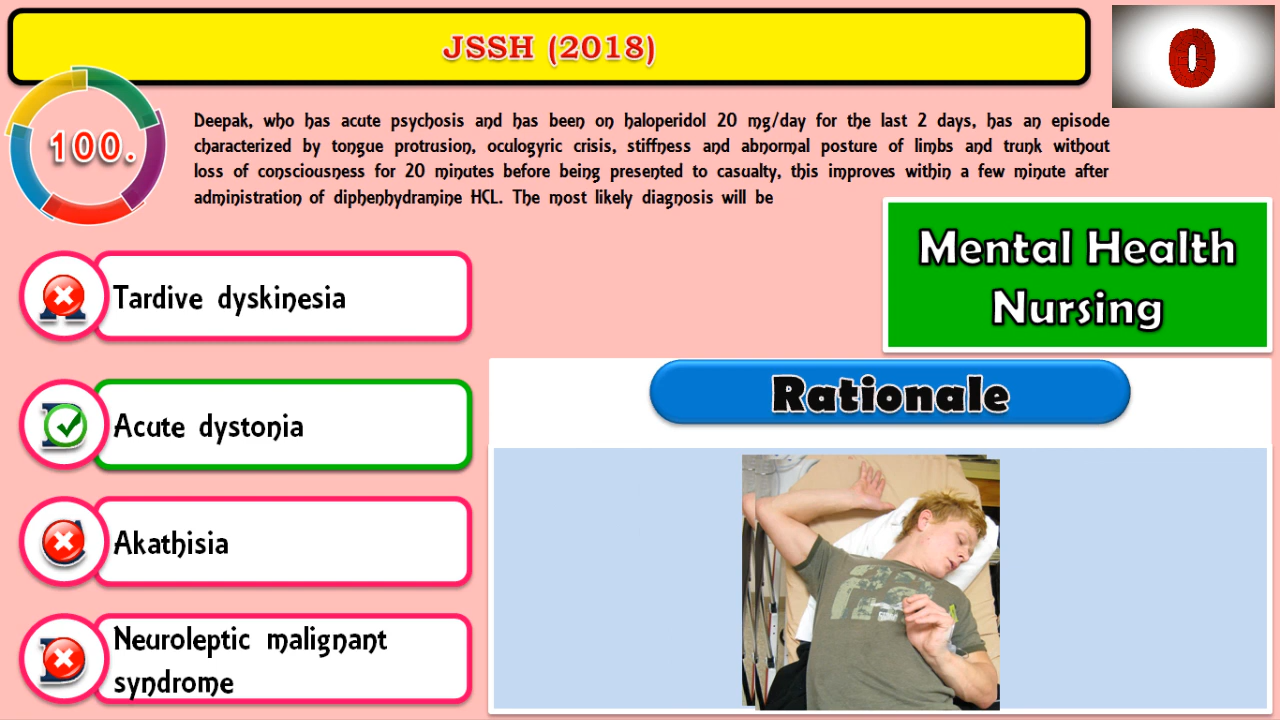 JSSH (2018)
0
100.
Deepak, who has acute psychosis and has been on haloperidol 20 mg/day for the last 2 days, has an episode
characterized by tongue protrusion, oculogyric crisis, stiffness and abnormal posture of limbs and trunk without
loss of consciousness for 20 minutes before being presented to casualty, this improves within a few minute after
administration of diphenhydramine HCL. The most likely diagnosis will be
Mental Health
Nursing
Tardive dyskinesia
Acute dystonia
Akathisia
Neuroleptic malignant
syndrome
Rationale